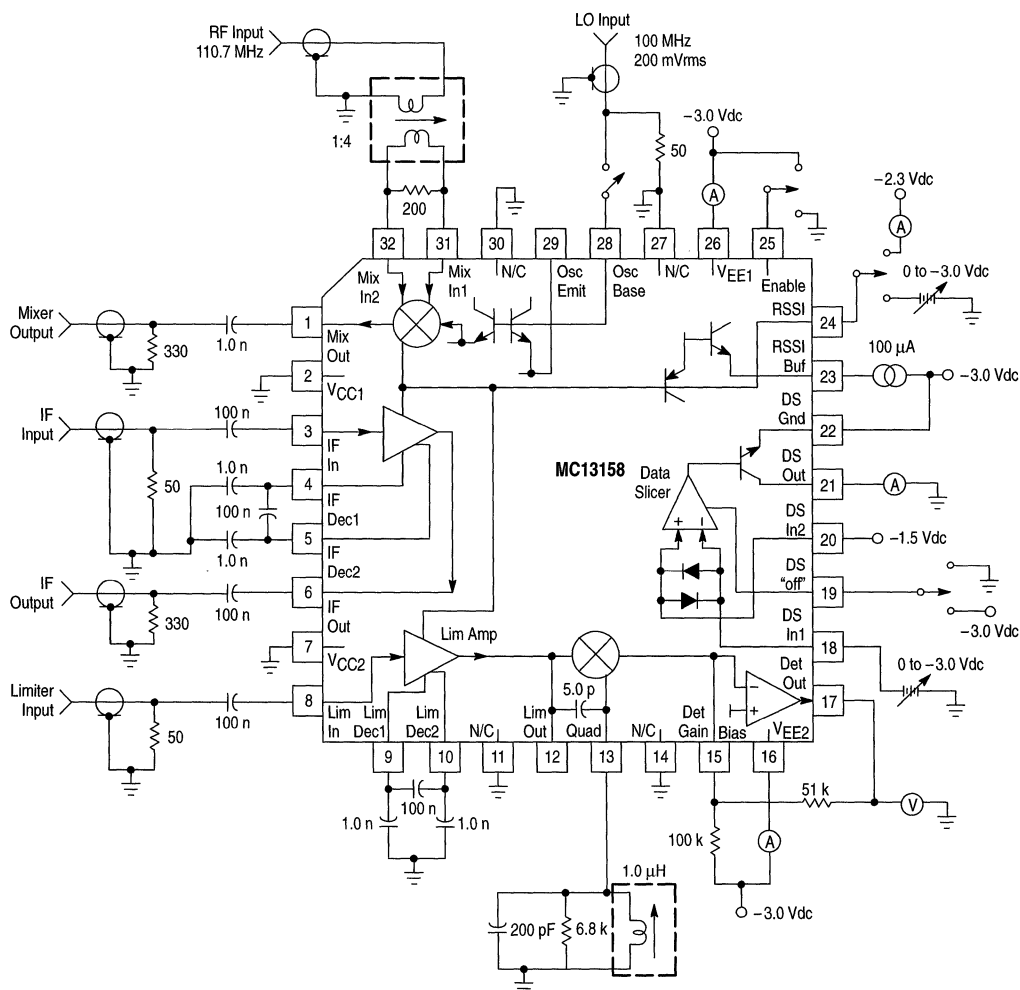 LO Input
RF Input
110.7 MHz
100 MHz
200 mVrms
1:4
200
50
–3.0 Vdc
A
–2.3 Vdc
A
0 to –3.0 Vdc
32
31
30
29
28
27
26
25
Mix
In2
Mix
In1
N/C
Osc
Emit
Osc
Base
N/C
VEE1
Enable
Mixer
Output
330
1.0 n
1
Mix
Out
RSSI
24
2
VCC1
RSSI
Buf
23
100 µA
–3.0 Vdc
IF
Input
100 n
3
IF
In
DS
Gnd
22
50
1.0 n
4
IF
Dec1
MC13158
Data
Slicer
DS
Out
21
A
100 n
1.0 n
5
IF
Dec2
+
–
DS
In2
20
–1.5 Vdc
IF
Output
330
100 n
6
IF
Out
DS
“off”
19
–3.0 Vdc
7
VCC2
Lim Amp
DS
In1
18
0 to –3.0 Vdc
Limiter
Input
50
100 n
8
Lim
In
Lim
Dec1
Lim
Dec2
N/C
Lim
Out
5.0 p
Quad
N/C
Det
Gain
Bias
–
+
VEE2
Det
Out
17
9
10
11
12
13
14
15
16
100 n
1.0 n
1.0 n
51 k
V
100 k
A
–3.0 Vdc
1.0 µH
200 pF
6.8 k